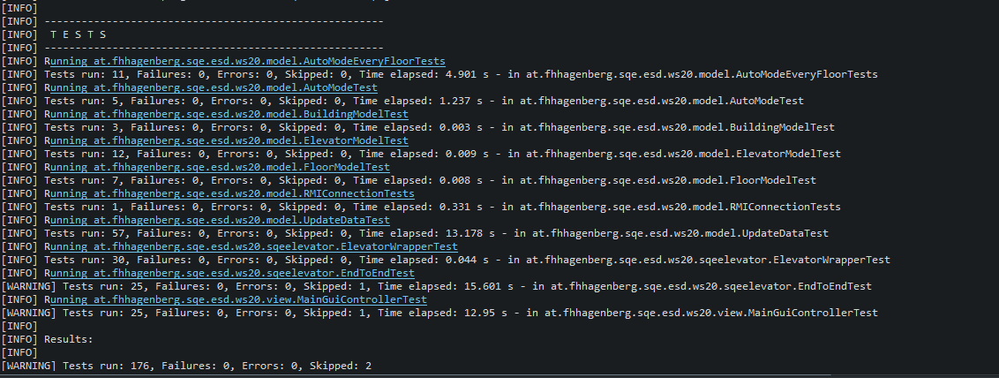 [INFO]
[INFO] -------------------------------------------------------
[INFO]  T E S T S
[INFO] -------------------------------------------------------
[INFO] Running at.fhhagenberg.sqe.esd.ws20.model.AutoModeEveryFloorTests
[INFO] Tests run: 11, Failures: 0, Errors: 0, Skipped: 0, Time elapsed: 4.901 s - in at.fhhagenberg.sqe.esd.ws20.model.AutoModeEveryFloorTests
[INFO] Running at.fhhagenberg.sqe.esd.ws20.model.AutoModeTest
[INFO] Tests run: 5, Failures: 0, Errors: 0, Skipped: 0, Time elapsed: 1.237 s - in at.fhhagenberg.sqe.esd.ws20.model.AutoModeTest
[INFO] Running at.fhhagenberg.sqe.esd.ws20.model.BuildingModelTest
[INFO] Tests run: 3, Failures: 0, Errors: 0, Skipped: 0, Time elapsed: 0.003 s - in at.fhhagenberg.sqe.esd.ws20.model.BuildingModelTest
[INFO] Running at.fhhagenberg.sqe.esd.ws20.model.ElevatorModelTest
[INFO] Tests run: 12, Failures: 0, Errors: 0, Skipped: 0, Time elapsed: 0.009 s - in at.fhhagenberg.sqe.esd.ws20.model.ElevatorModelTest
[INFO] Running at.fhhagenberg.sqe.esd.ws20.model.FloorModelTest
[INFO] Tests run: 7, Failures: 0, Errors: 0, Skipped: 0, Time elapsed: 0.008 s - in at.fhhagenberg.sqe.esd.ws20.model.FloorModelTest
[INFO] Running at.fhhagenberg.sqe.esd.ws20.model.RMIConnectionTests
[INFO] Tests run: 1, Failures: 0, Errors: 0, Skipped: 0, Time elapsed: 0.331 s - in at.fhhagenberg.sqe.esd.ws20.model.RMIConnectionTests
[INFO] Running at.fhhagenberg.sqe.esd.ws20.model.UpdateDataTest
[INFO] Tests run: 57, Failures: 0, Errors: 0, Skipped: 0, Time elapsed: 13.178 s - in at.fhhagenberg.sqe.esd.ws20.model.UpdateDataTest
[INFO] Running at.fhhagenberg.sqe.esd.ws20.sqeelevator.ElevatorWrapperTest
[INFO] Tests run: 30, Failures: 0, Errors: 0, Skipped: 0, Time elapsed: 0.044 s - in at.fhhagenberg.sqe.esd.ws20.sqeelevator.ElevatorWrapperTest
[INFO] Running at.fhhagenberg.sqe.esd.ws20.sqeelevator.EndToEndTest
[WARNING] Tests run: 25, Failures: 0, Errors: 0, Skipped: 1, Time elapsed: 15.601 s - in at.fhhagenberg.sqe.esd.ws20.sqeelevator.EndToEndTest
[INFO] Running at.fhhagenberg.sqe.esd.ws20.view.MainGuiControllerTest
[WARNING] Tests run: 25, Failures: 0, Errors: 0, Skipped: 1, Time elapsed: 12.95 s - in at.fhhagenberg.sqe.esd.ws20.view.MainGuiControllerTest
[INFO]
[INFO] Results:
[INFO]
[WARNING] Tests run: 176, Failures: 0, Errors: 0, Skipped: 2